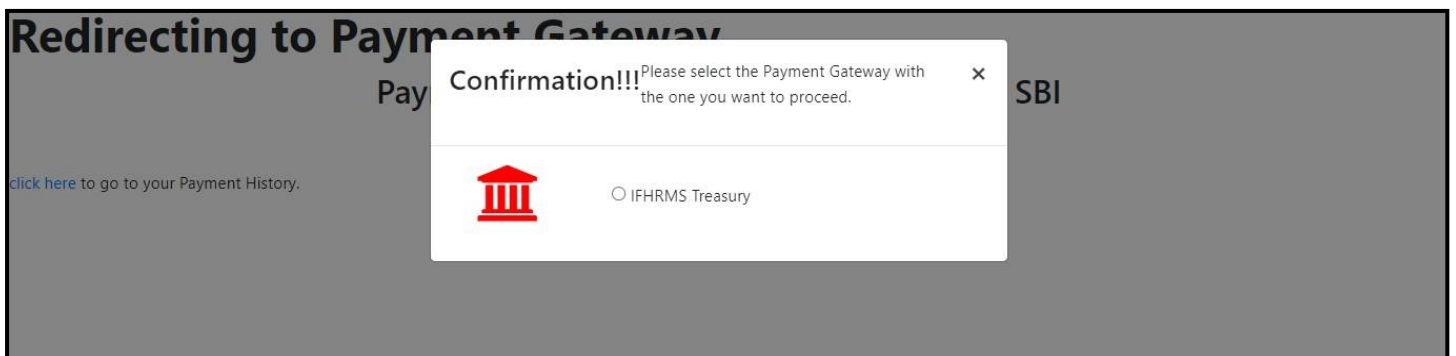 Redirecting to Payment Gateway
Confirmation!!!
Please select the Payment Gateway with
the one you want to proceed.
×
Pay
SBI
click here to go to your Payment History.
IFHRMS Treasury